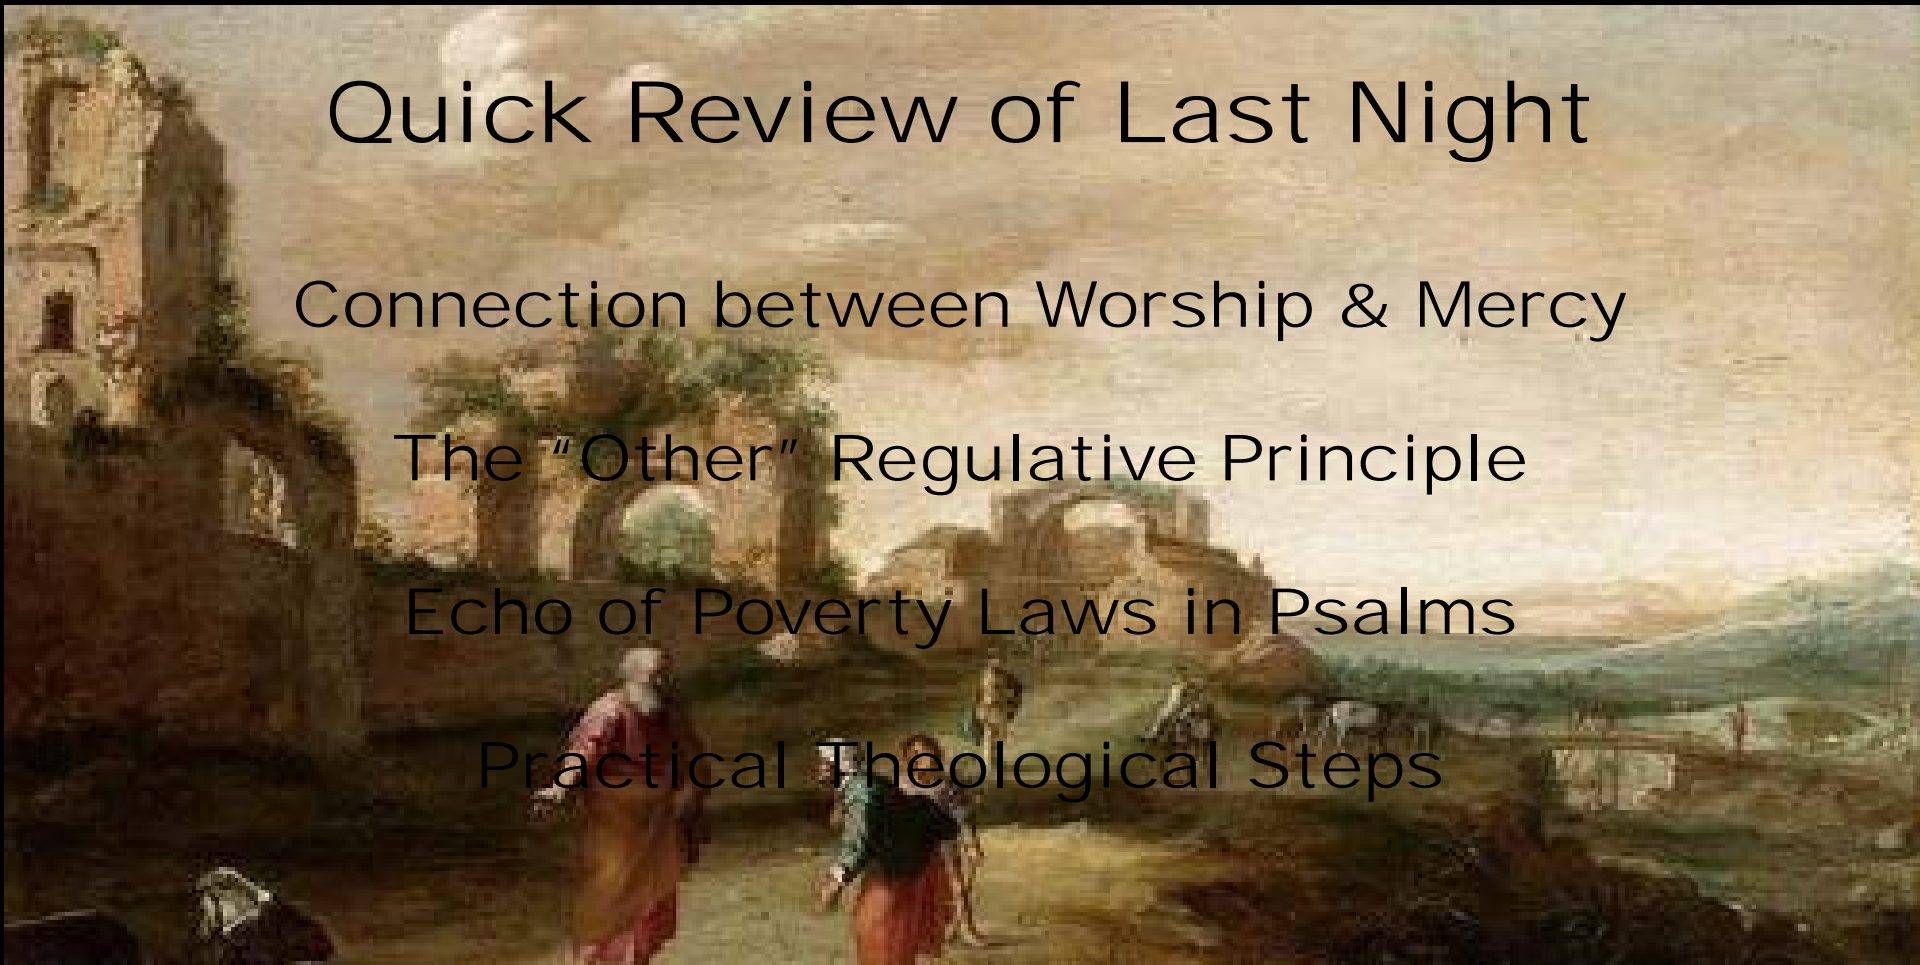 Quick Review of Last Night
Connection between Worship & Mercy
The “Other” Regulative Principle
Echo of Poverty Laws in Psalms
Practical Theological Steps